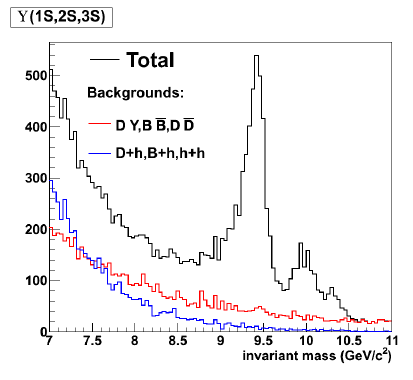 Υ(1S,2S,3S)
Total
Backgrounds:
D Y,B B̅,D D̅
D+h,B+h,h+h
500
400
300
200
100
0
7 7.5 8 8.5 9 9.5 10 10.5 11
invariant mass (GeV/c²)